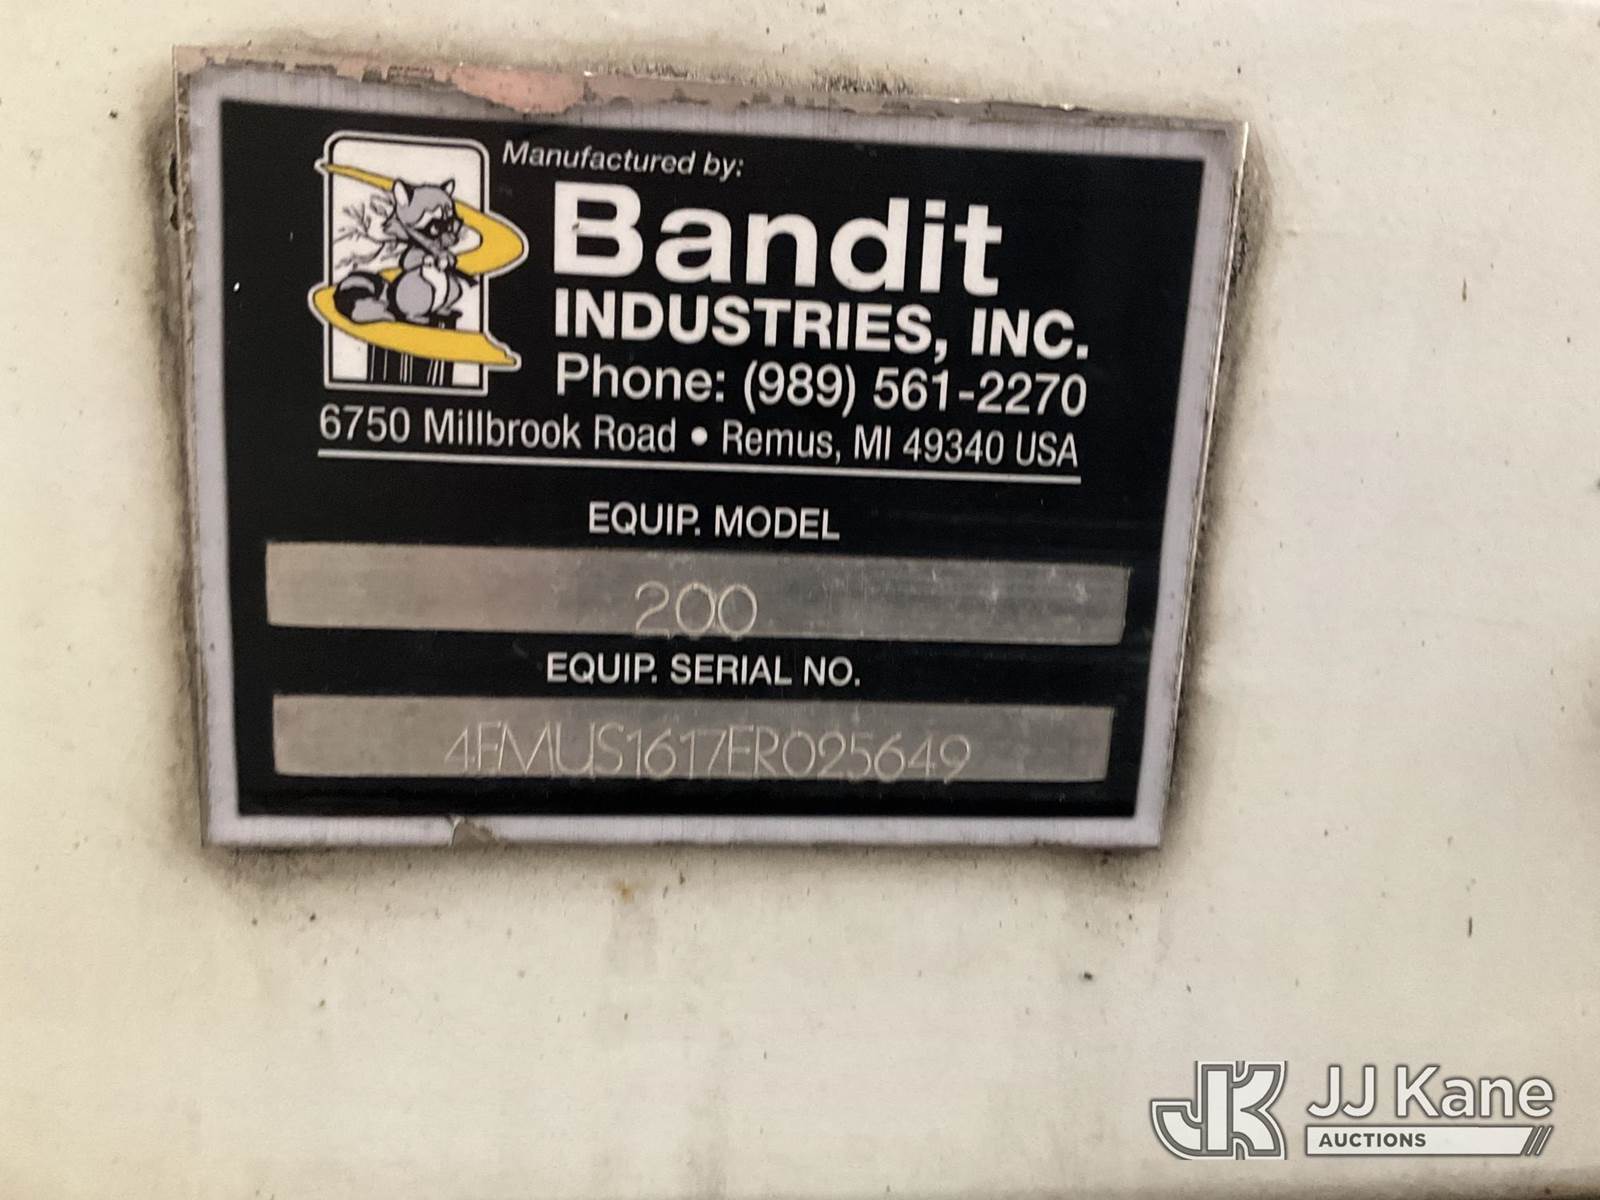 Manufactured by:
Bandit
INDUSTRIES, INC.
Phone: (989) 561-2270
6750 Millbrook Road • Remus, MI 49340 USA
EQUIP. MODEL
200
EQUIP. SERIAL NO.
4FMUS1617ER025649
JK JJ Kane
AUCTIONS